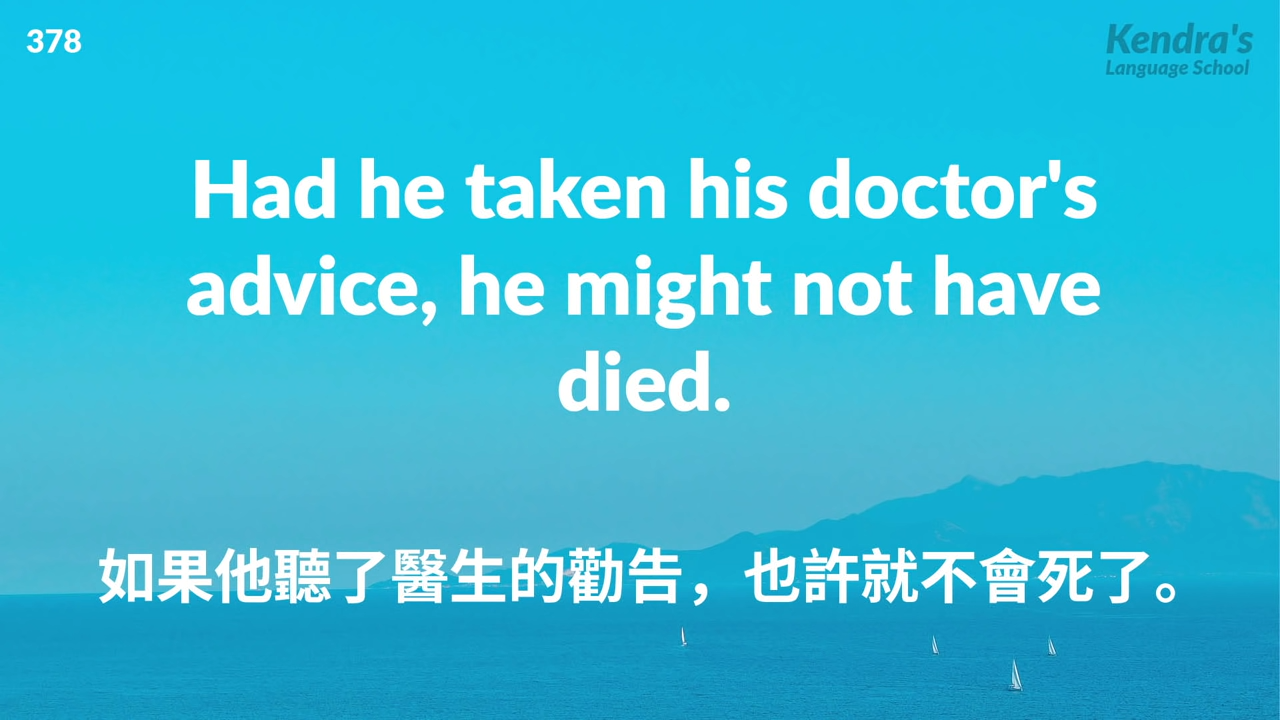 378
Kendra's
Language School
Had he taken his doctor's
advice, he might not have
died.
如果他聽了醫生的勸告，也許就不會死了。